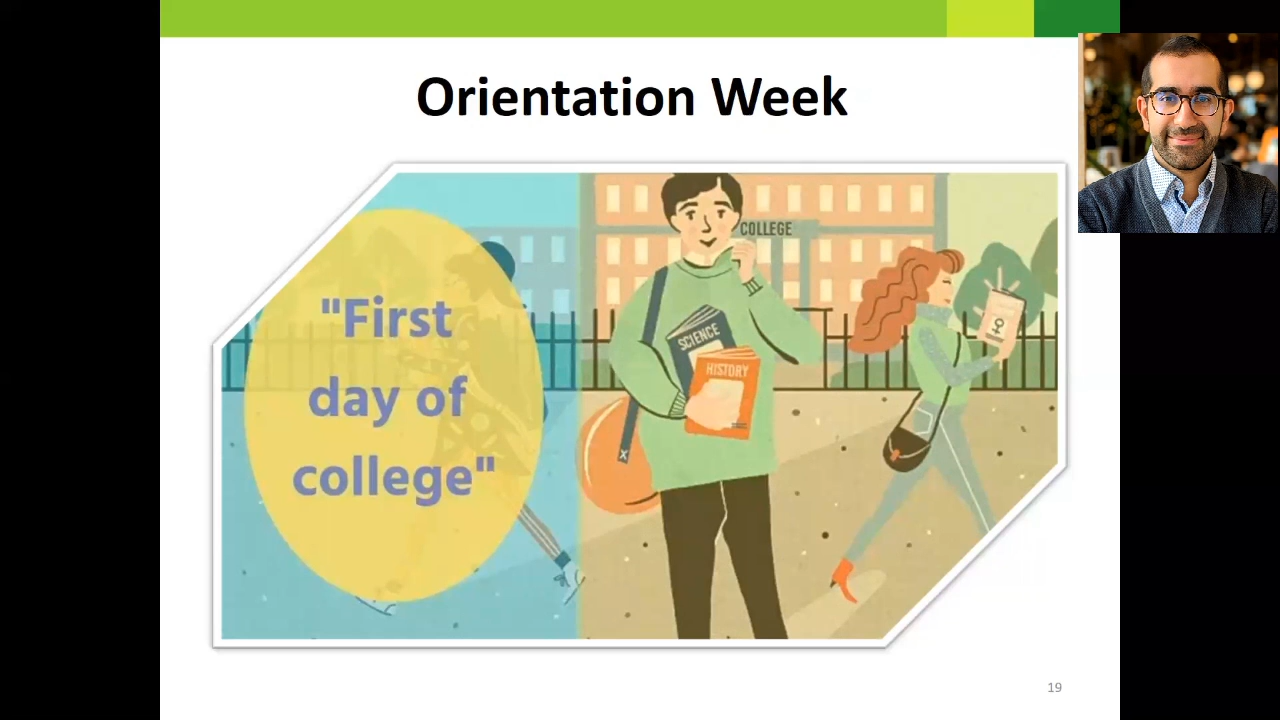 Orientation Week
COLLEGE
"First
day of
college"
SCIENCE
HISTORY
19